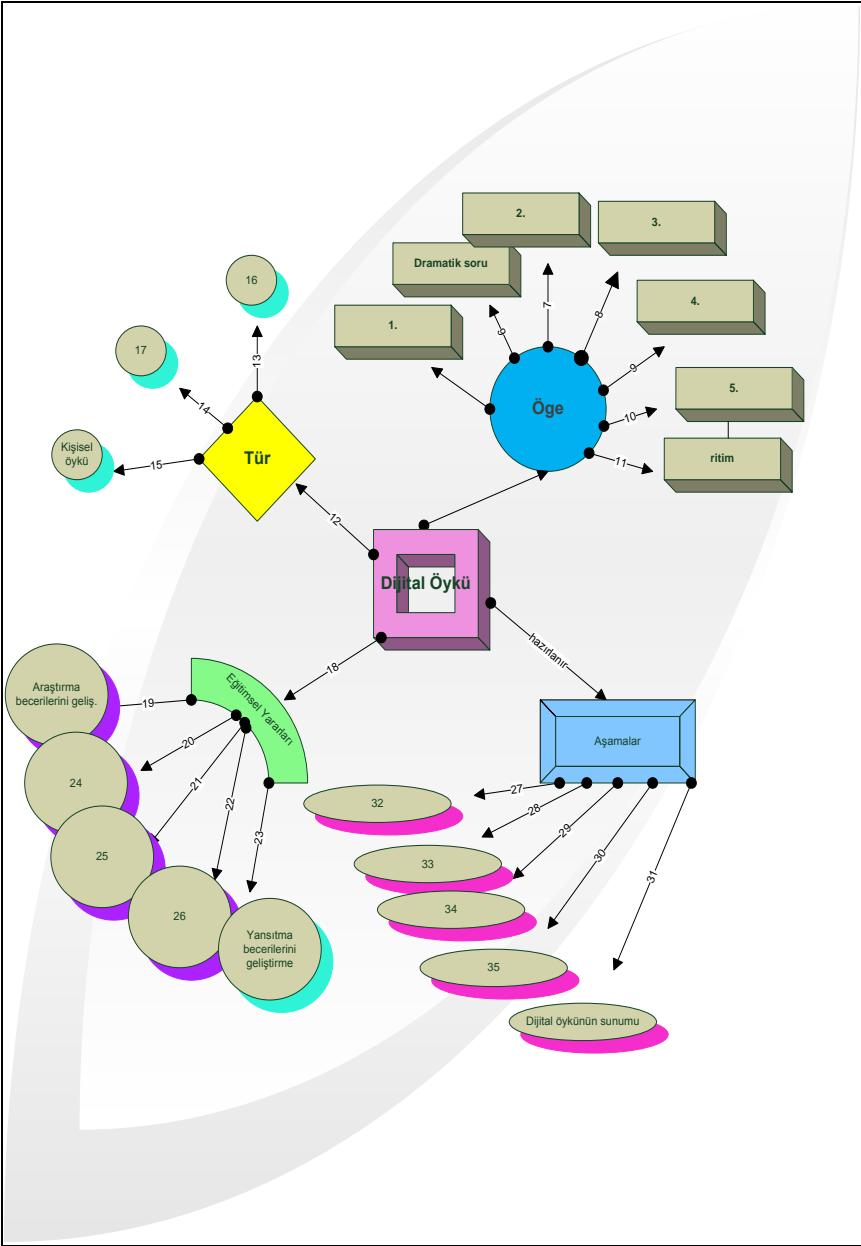 2.
3.
Dramatik soru
16
4.
1.
7
8
6
17
13
9
14
5.
Öge
10
Kişisel
öykü
15
Tür
11
ritim
12
Dijital Öykü
hazırlanır
18
Eğitimsel Yararları
Araştırma
becerilerini geliş.
19
20
Aşamalar
21
24
22
27
32
28
23
29
25
30
33
31
34
26
Yansıtma
becerilerini
geliştirme
35
Dijital öykünün sunumu